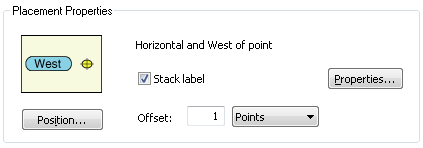 Placement Properties
West
Horizontal and West of point
Stack label
Properties...
Position...
Offset:
1
Points